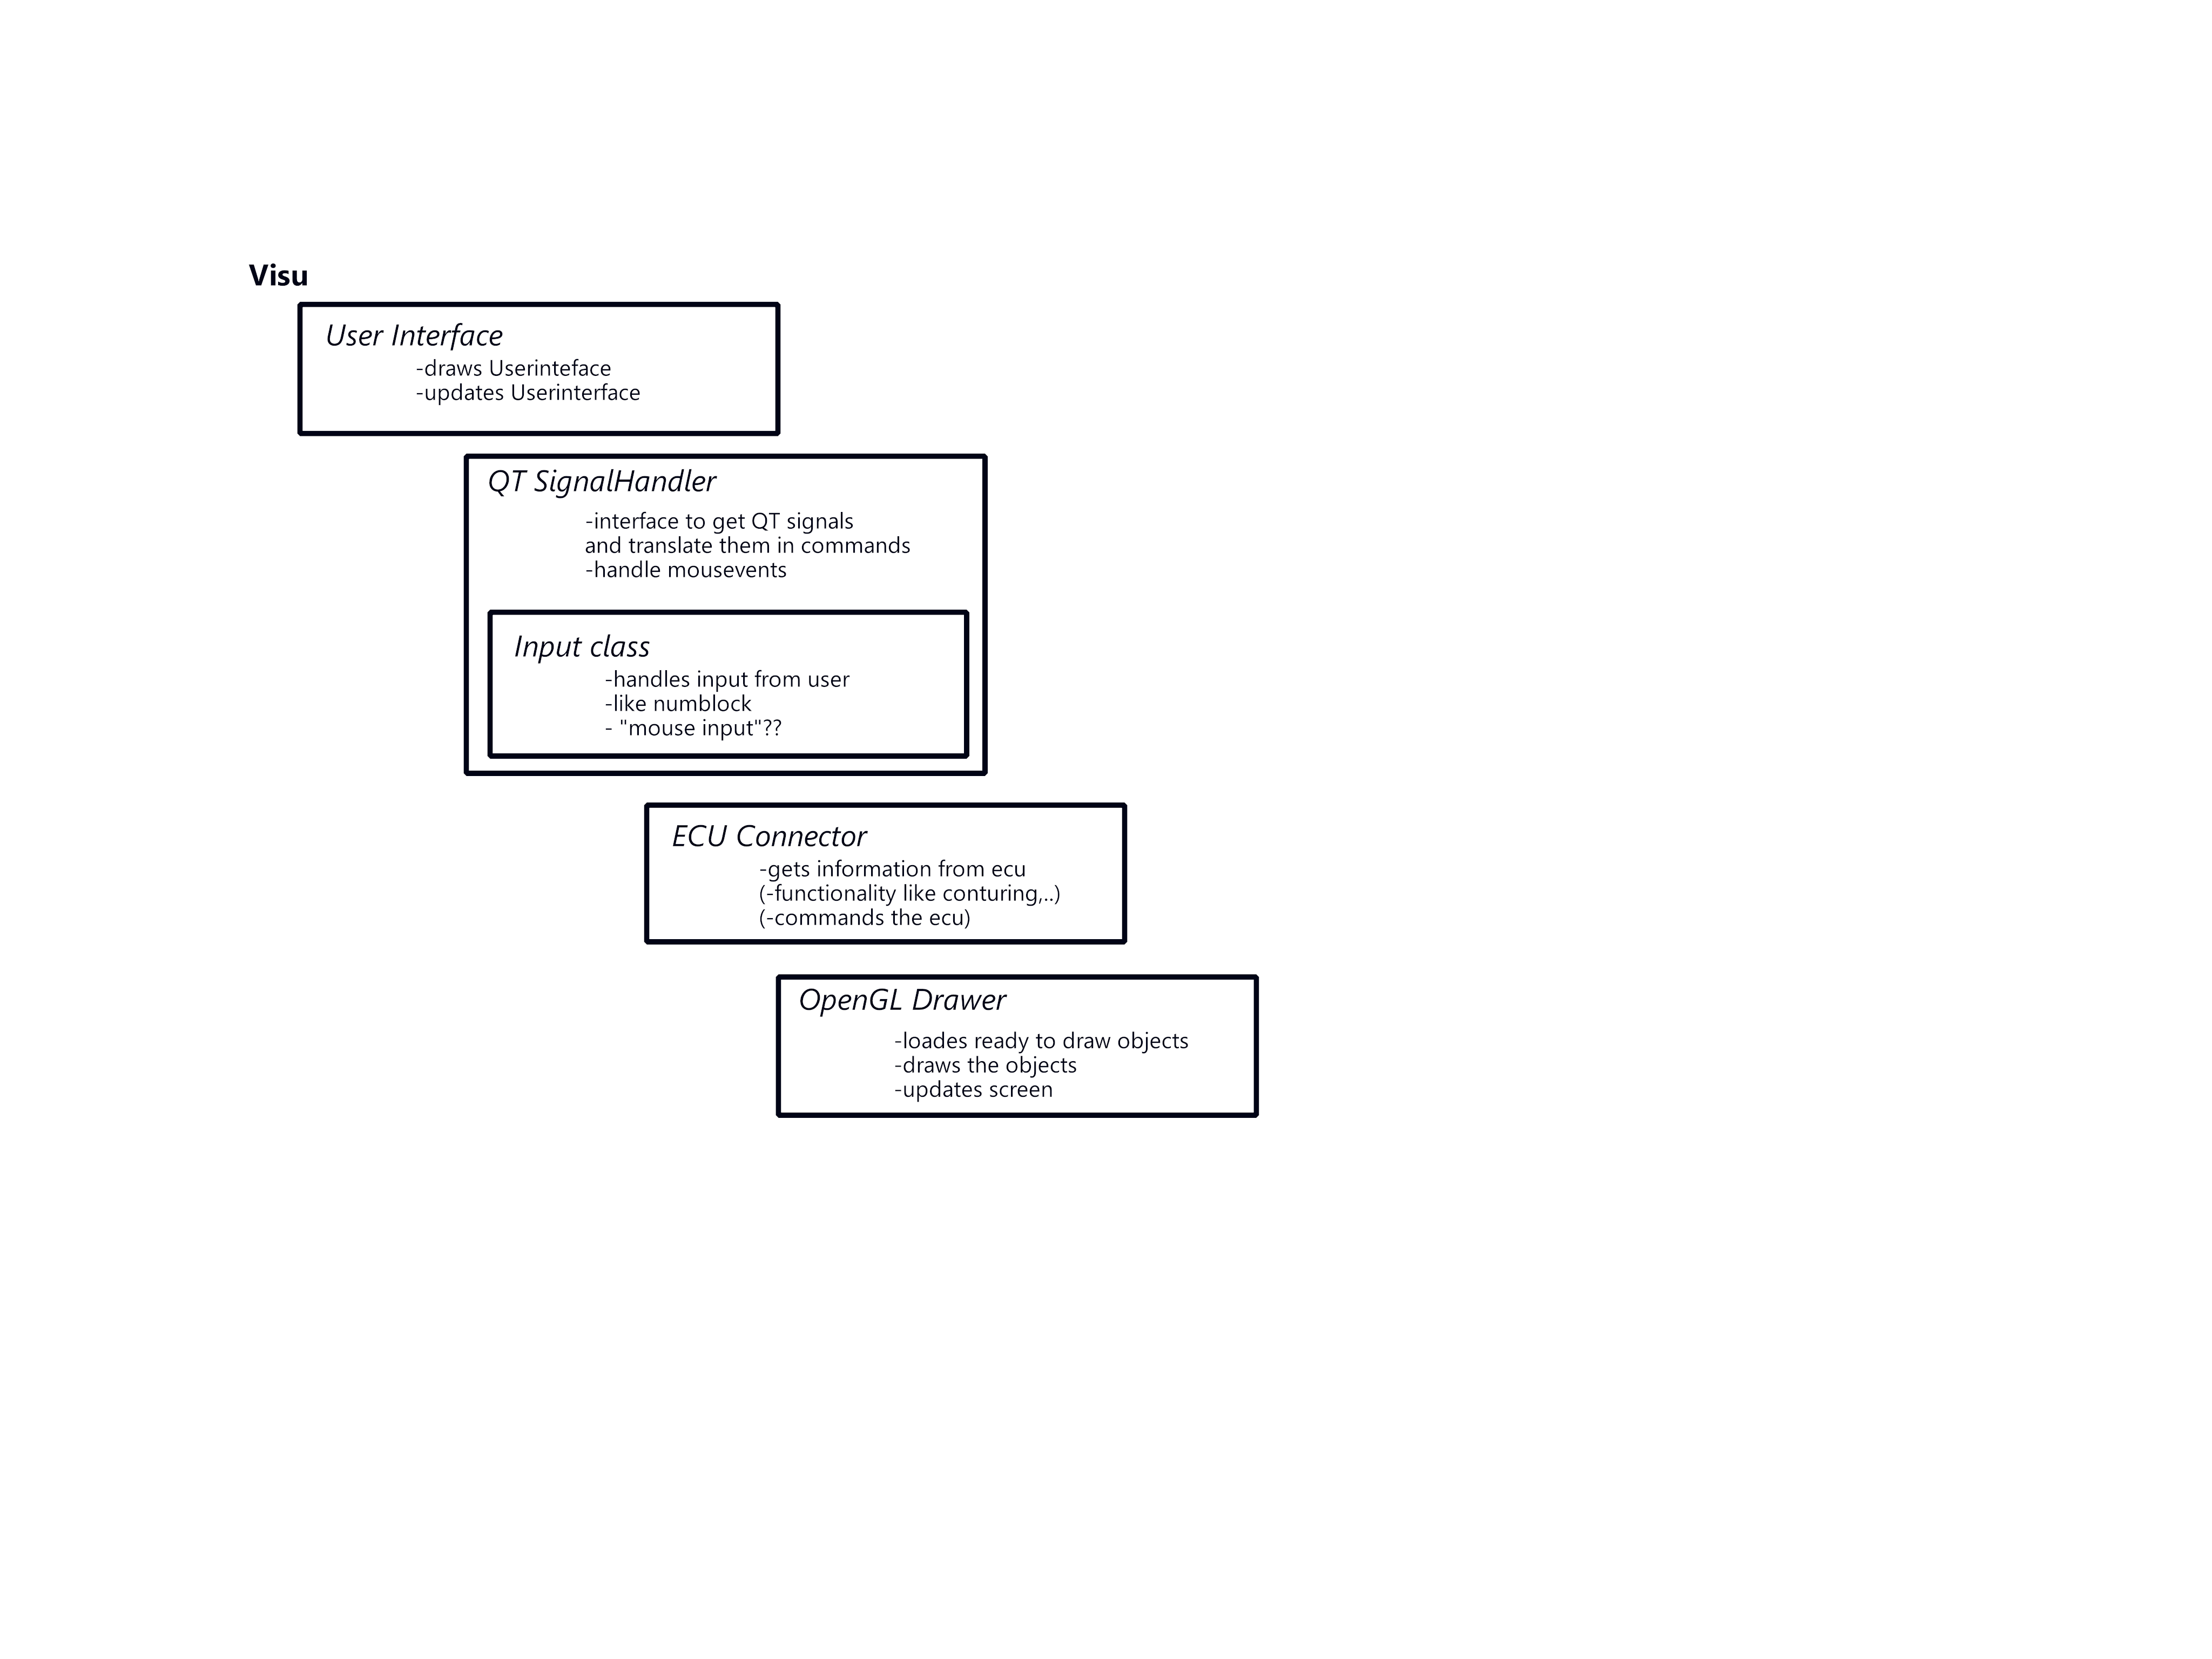 Visu
User Interface
-draws Userinteface
-updates Userinterface
QT SignalHandler
-interface to get QT signals
and translate them in commands
-handle mousevents
Input class
-handles input from user
-like numblock
- "mouse input"??
ECU Connector
-gets information from ecu
(-functionality like conturing,..)
(-commands the ecu)
OpenGL Drawer
-loades ready to draw objects
-draws the objects
-updates screen